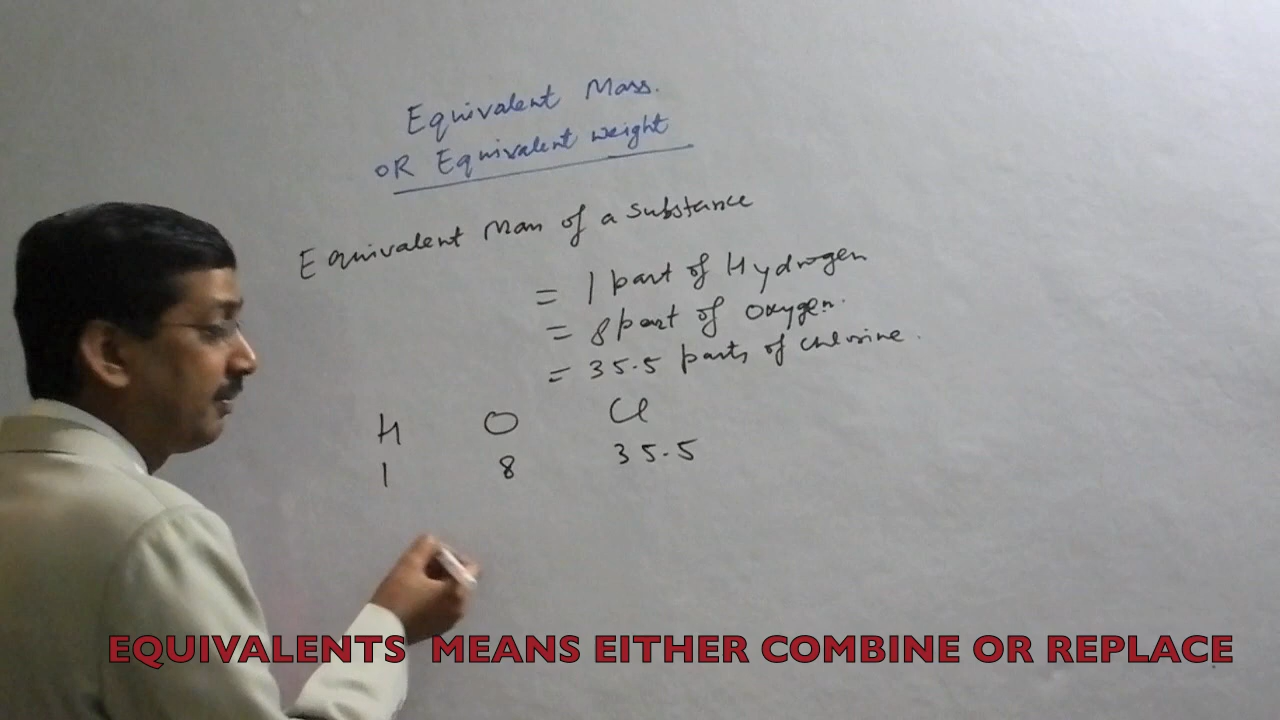 Equivalent Mass.
OR Equivalent weight
Equivalent Mass of a substance
= 1 part of Hydrogen
= 8 part of oxygen.
= 35.5 parts of chlorine.
H O Cl
1 8 35.5
EQUIVALENTS MEANS EITHER COMBINE OR REPLACE